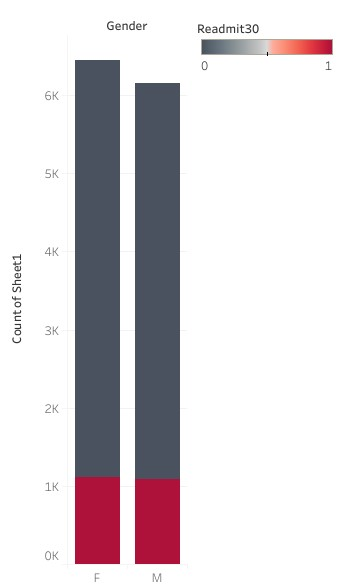 Gender
Readmit30
0 1
6K
5K
4K
3K
2K
1K
0K
Count of Sheet1
F M